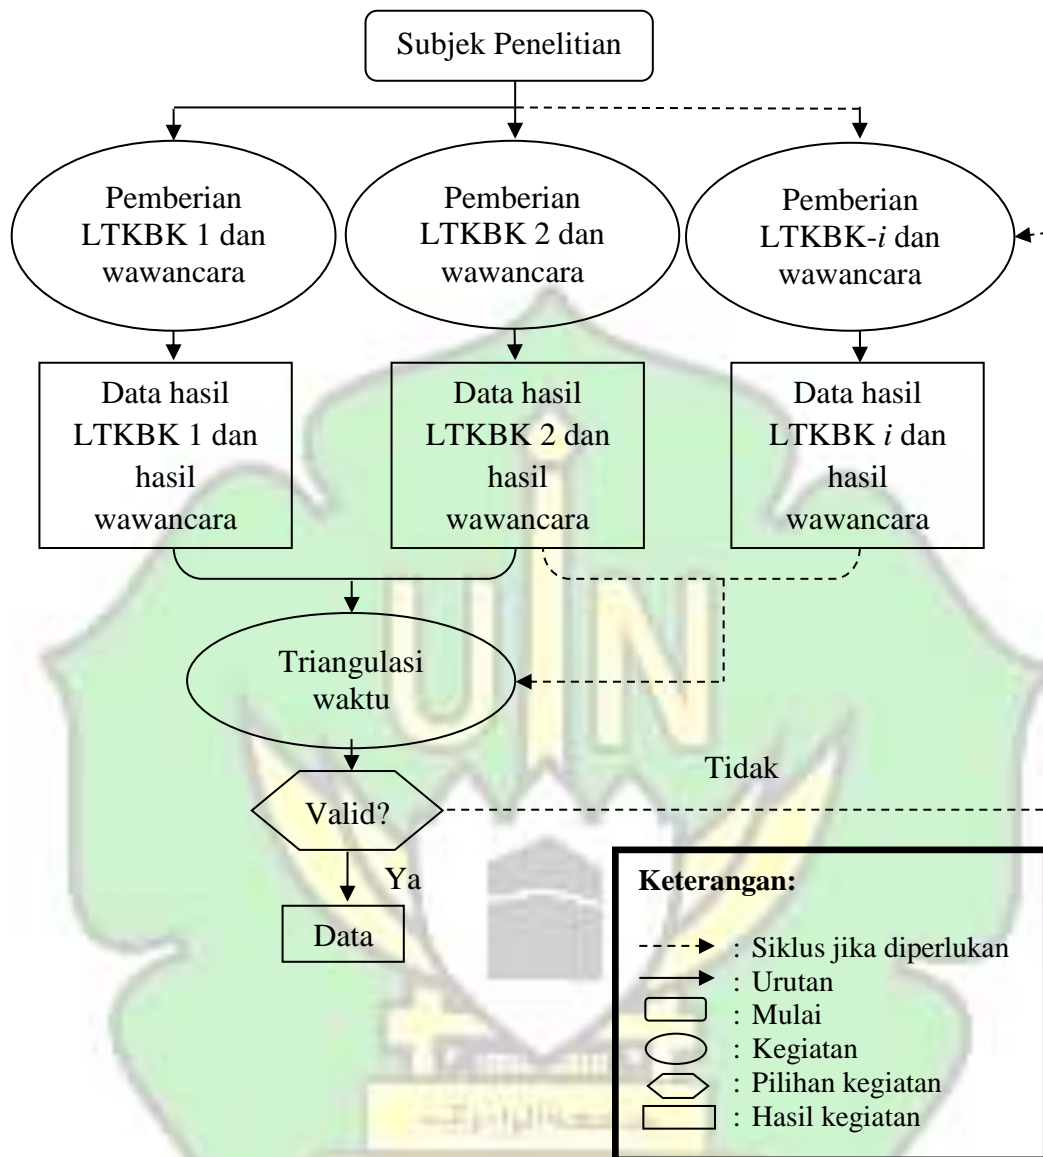 Subjek Penelitian
Pemberian
LTKBK 1 dan
wawancara
Pemberian
LTKBK 2 dan
wawancara
Pemberian
LTKBK-i dan
wawancara
Data hasil
LTKBK 1 dan
hasil
wawancara
Data hasil
LTKBK 2 dan
hasil
wawancara
Data hasil
LTKBK i dan
hasil
wawancara
UIN
Triangulasi
waktu
Tidak
Valid?
Ya
Data
Keterangan:
: Siklus jika diperlukan
: Urutan
: Mulai
: Kegiatan
: Pilihan kegiatan
: Hasil kegiatan